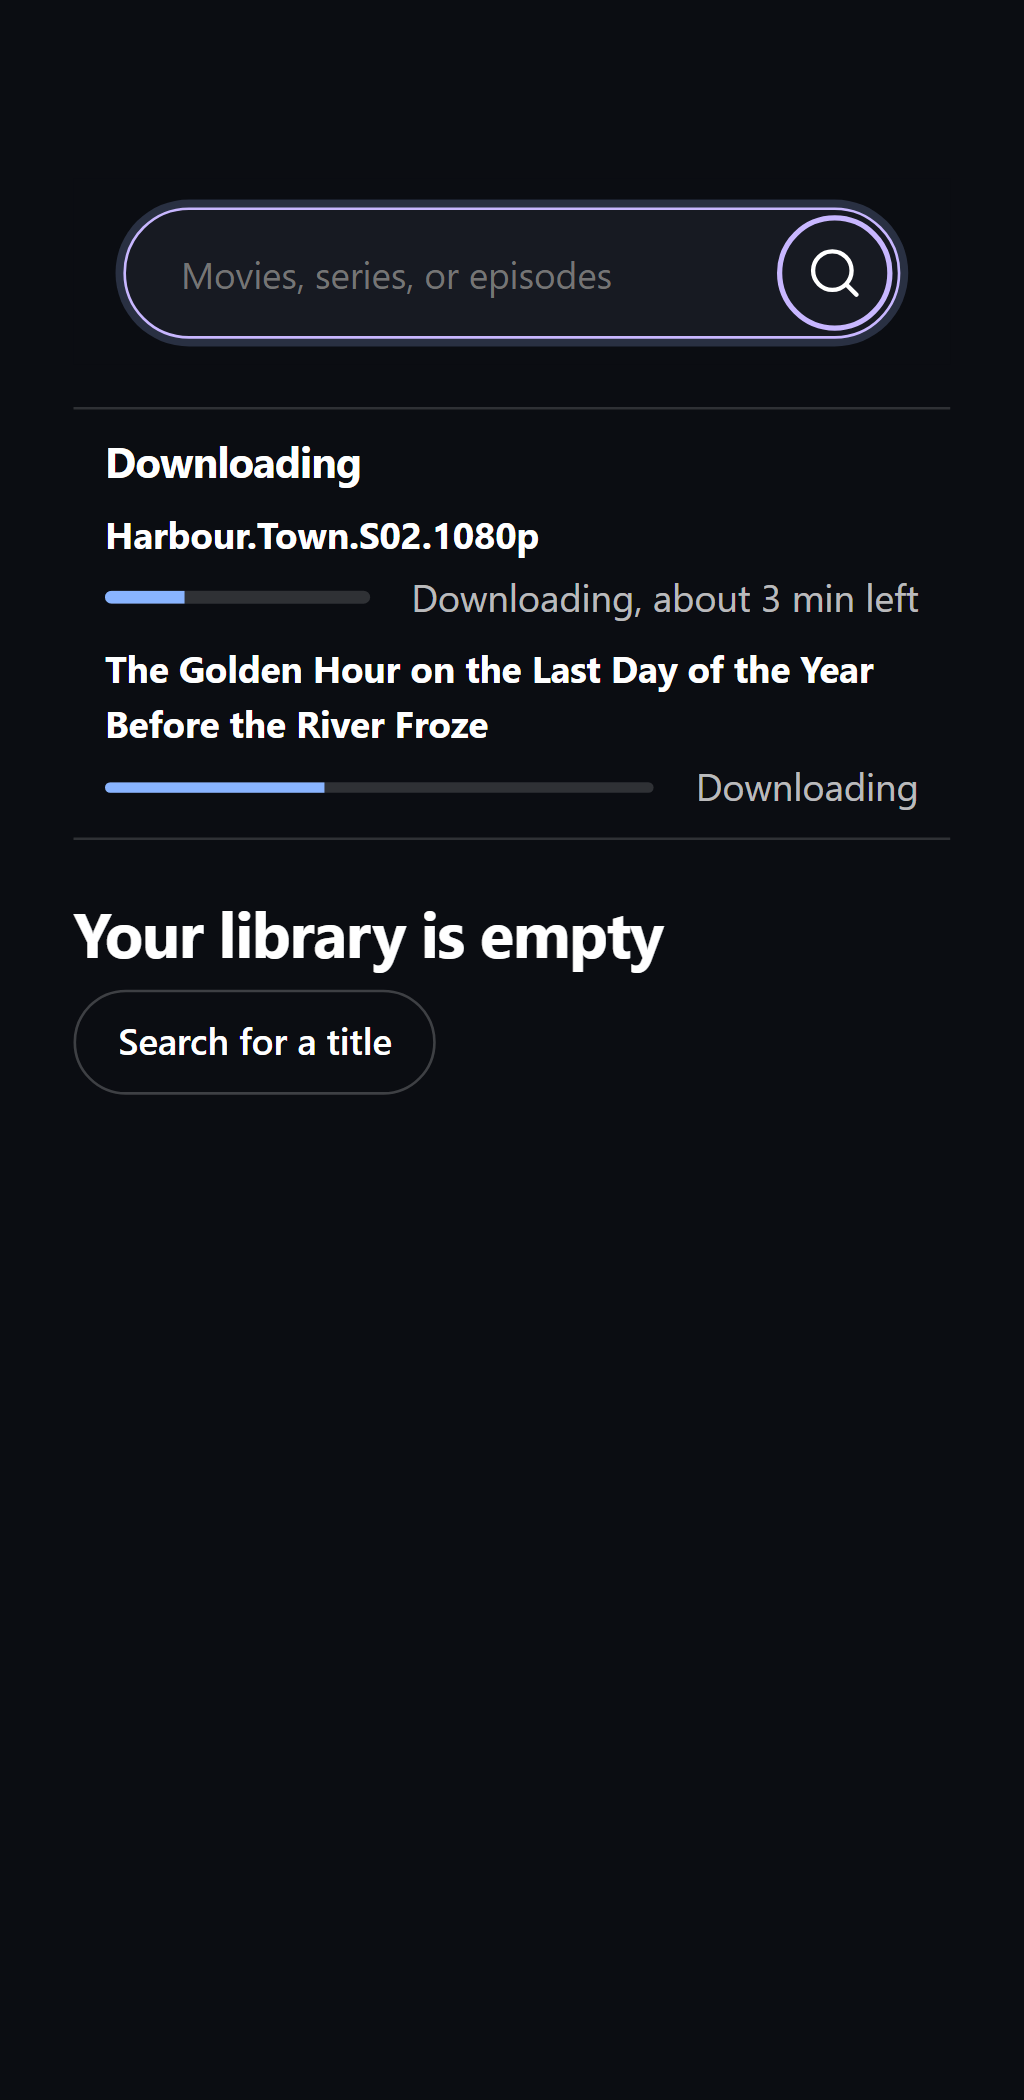 Movies, series, or episodes
Downloading
Harbour.Town.S02.1080p
Downloading, about 3 min left
The Golden Hour on the Last Day of the Year
Before the River Froze
Downloading
Your library is empty
Search for a title